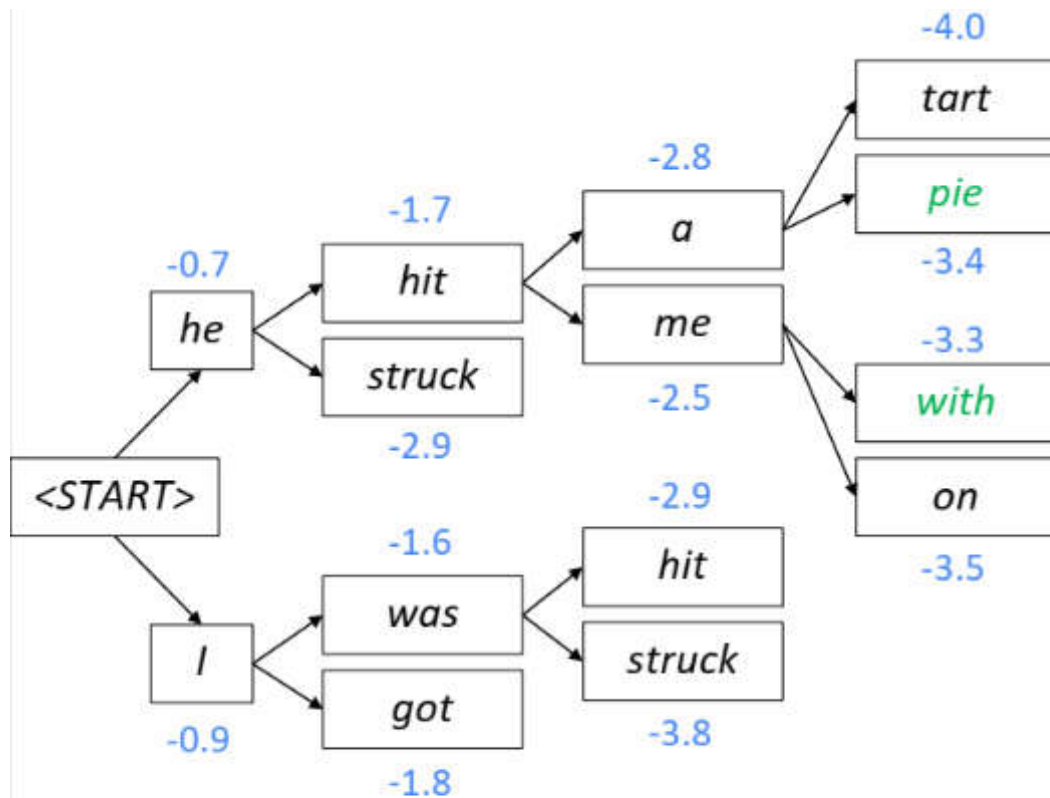 -4.0
tart
-2.8
pie
-1.7
a
-3.4
-0.7
hit
me
-3.3
he
struck
-2.5
with
-2.9
<START>
-2.9
on
-1.6
hit
-3.5
was
I
struck
got
-0.9
-3.8
-1.8